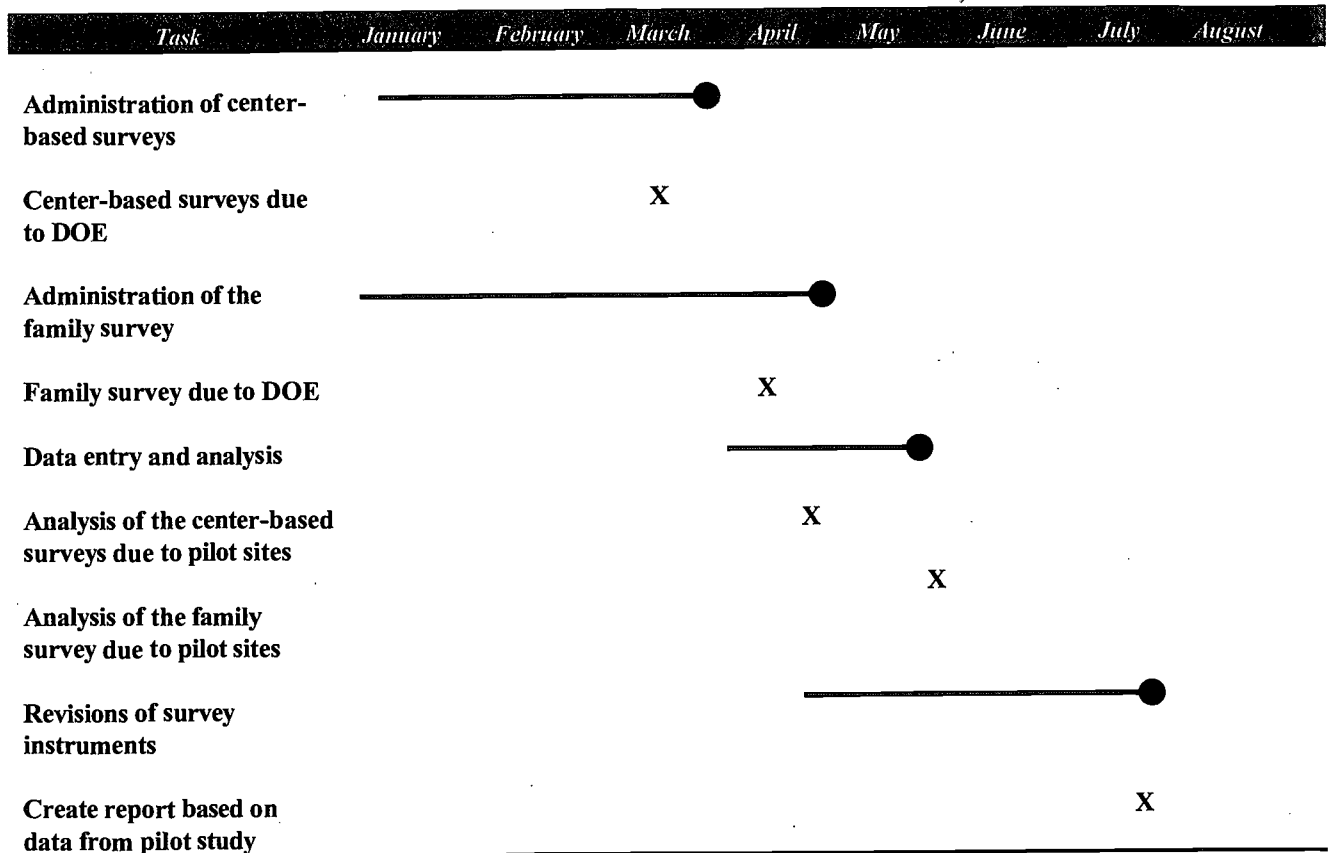 Task January February March April May June July August
Administration of center-
based surveys
Center-based surveys due
to DOE
X
Administration of the
family survey
Family survey due to DOE
X
Data entry and analysis
Analysis of the center-based
surveys due to pilot sites
X
X
Analysis of the family
survey due to pilot sites
Revisions of survey
instruments
Create report based on
data from pilot study
X